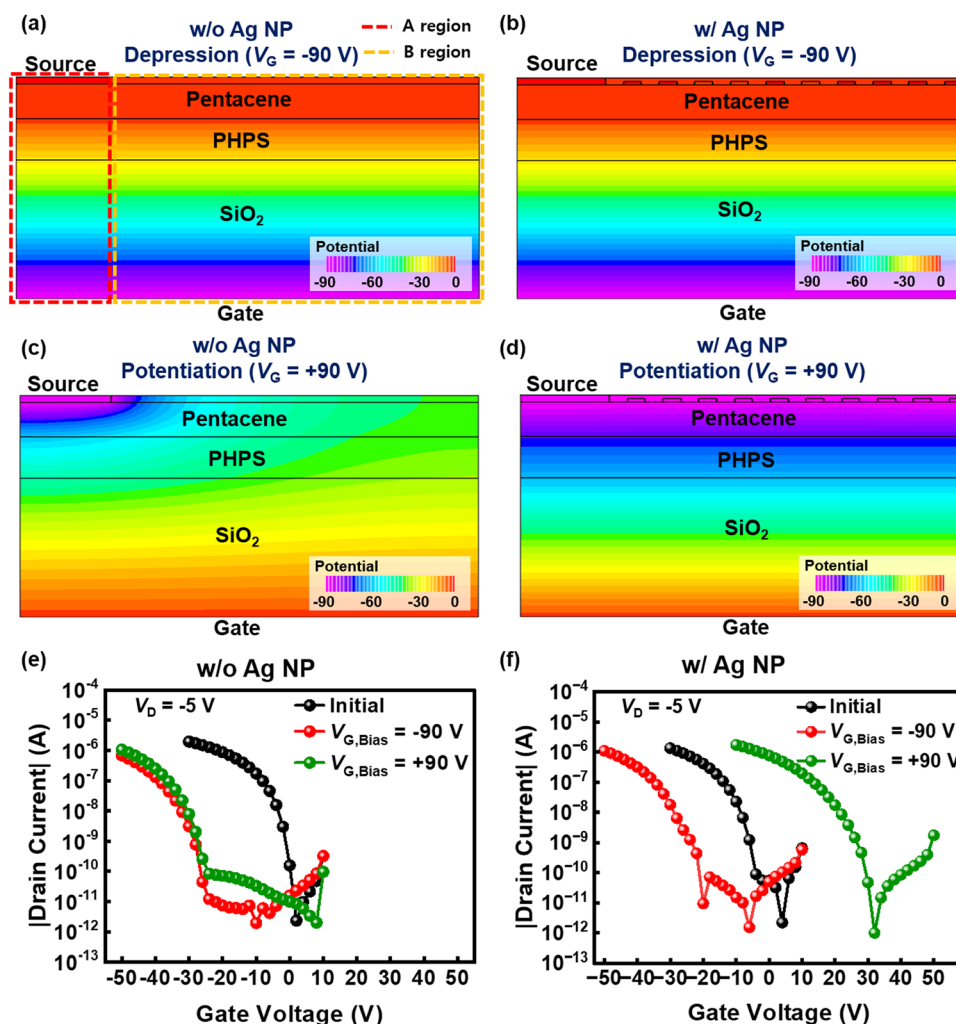 (a)
w/o Ag NP
Depression (VG = -90 V)
A region
B region
Source
Pentacene
PHPS
SiO2
Potential
-90 -60 -30 0
Gate
(b)
w/ Ag NP
Depression (VG = -90 V)
Source
Pentacene
PHPS
SiO2
Potential
-90 -60 -30 0
Gate
(c)
w/o Ag NP
Potentiation (VG = +90 V)
Source
Pentacene
PHPS
SiO2
Potential
-90 -60 -30 0
Gate
(d)
w/ Ag NP
Potentiation (VG = +90 V)
Source
Pentacene
PHPS
SiO2
Potential
-90 -60 -30 0
Gate
(e)
w/o Ag NP
VD = -5 V
Initial
VG,Bias = -90 V
VG,Bias = +90 V
|Drain Current| (A)
10−4
10−5
10−6
10−7
10−8
10−9
10−10
10−11
10−12
10−13
-50 -40 -30 -20 -10 0 10 20 30 40 50
Gate Voltage (V)
(f)
w/ Ag NP
VD = -5 V
Initial
VG,Bias = -90 V
VG,Bias = +90 V
|Drain Current| (A)
10−4
10−5
10−6
10−7
10−8
10−9
10−10
10−11
10−12
10−13
−50 −40 −30 −20 −10 0 10 20 30 40 50
Gate Voltage (V)